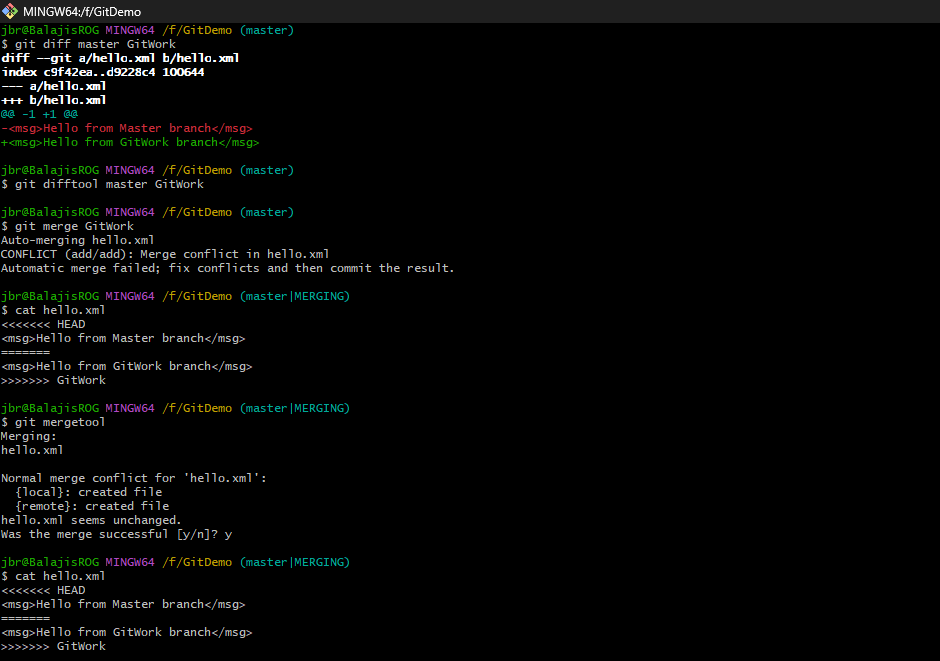 MINGW64:/f/GitDemo
jbr@BalajisROG MINGW64 /f/GitDemo (master)
$ git diff master GitWork
diff --git a/hello.xml b/hello.xml
index c9f42ea..d9228c4 100644
--- a/hello.xml
+++ b/hello.xml
@@ -1 +1 @@
-<msg>Hello from Master branch</msg>
+<msg>Hello from GitWork branch</msg>
jbr@BalajisROG MINGW64 /f/GitDemo (master)
$ git difftool master GitWork
jbr@BalajisROG MINGW64 /f/GitDemo (master)
$ git merge GitWork
Auto-merging hello.xml
CONFLICT (add/add): Merge conflict in hello.xml
Automatic merge failed; fix conflicts and then commit the result.
jbr@BalajisROG MINGW64 /f/GitDemo (master|MERGING)
$ cat hello.xml
<<<<<<< HEAD
<msg>Hello from Master branch</msg>
=======
<msg>Hello from GitWork branch</msg>
>>>>>>> GitWork
jbr@BalajisROG MINGW64 /f/GitDemo (master|MERGING)
$ git mergetool
Merging:
hello.xml
Normal merge conflict for 'hello.xml':
  {local}: created file
  {remote}: created file
hello.xml seems unchanged.
Was the merge successful [y/n]? y
jbr@BalajisROG MINGW64 /f/GitDemo (master|MERGING)
$ cat hello.xml
<<<<<<< HEAD
<msg>Hello from Master branch</msg>
=======
<msg>Hello from GitWork branch</msg>
>>>>>>> GitWork